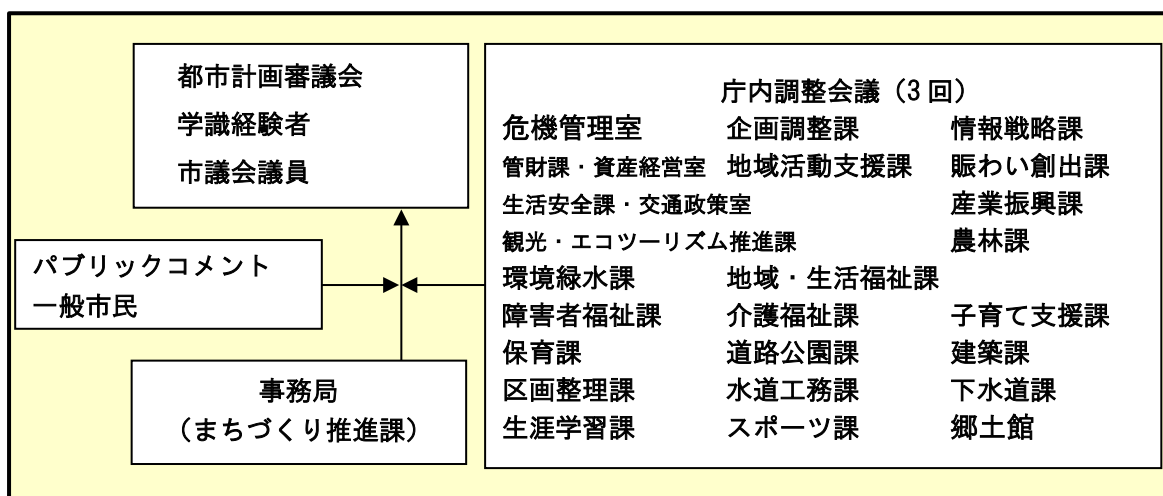 都市計画審議会
学識経験者
市議会議員
パブリックコメント
一般市民
事務局
（まちづくり推進課）
庁内調整会議（3回）
危機管理室 企画調整課 情報戦略課
管財課・資産経営室 地域活動支援課 賑わい創出課
生活安全課・交通政策室 産業振興課
観光・エコツーリズム推進課 農林課
環境緑水課 地域・生活福祉課
障害者福祉課 介護福祉課 子育て支援課
保育課 道路公園課 建築課
区画整理課 水道工務課 下水道課
生涯学習課 スポーツ課 郷土館